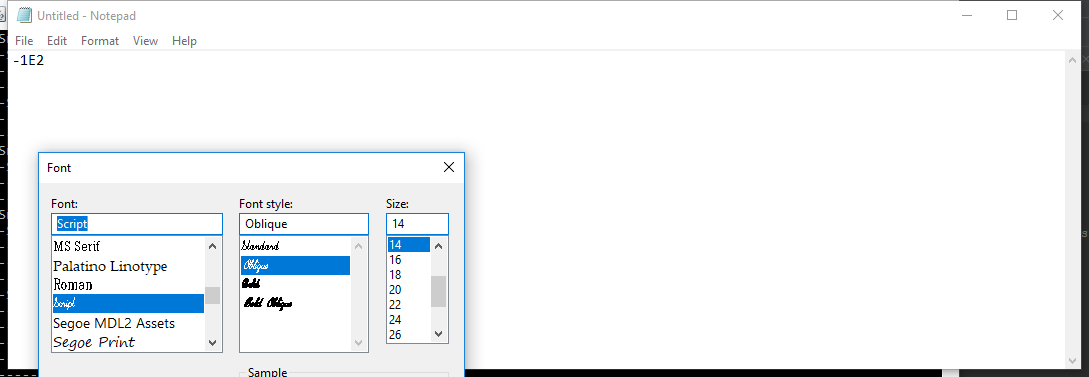 Untitled - Notepad
File Edit Format View Help
-1E2
Font
Font: Font style: Size:
Script Oblique 14
MS Serif
Palatino Linotype
Roman
Script
Segoe MDL2 Assets
Segoe Print
Standard
Oblique
Bold
Bold Oblique
14
16
18
20
22
24
26
Sample